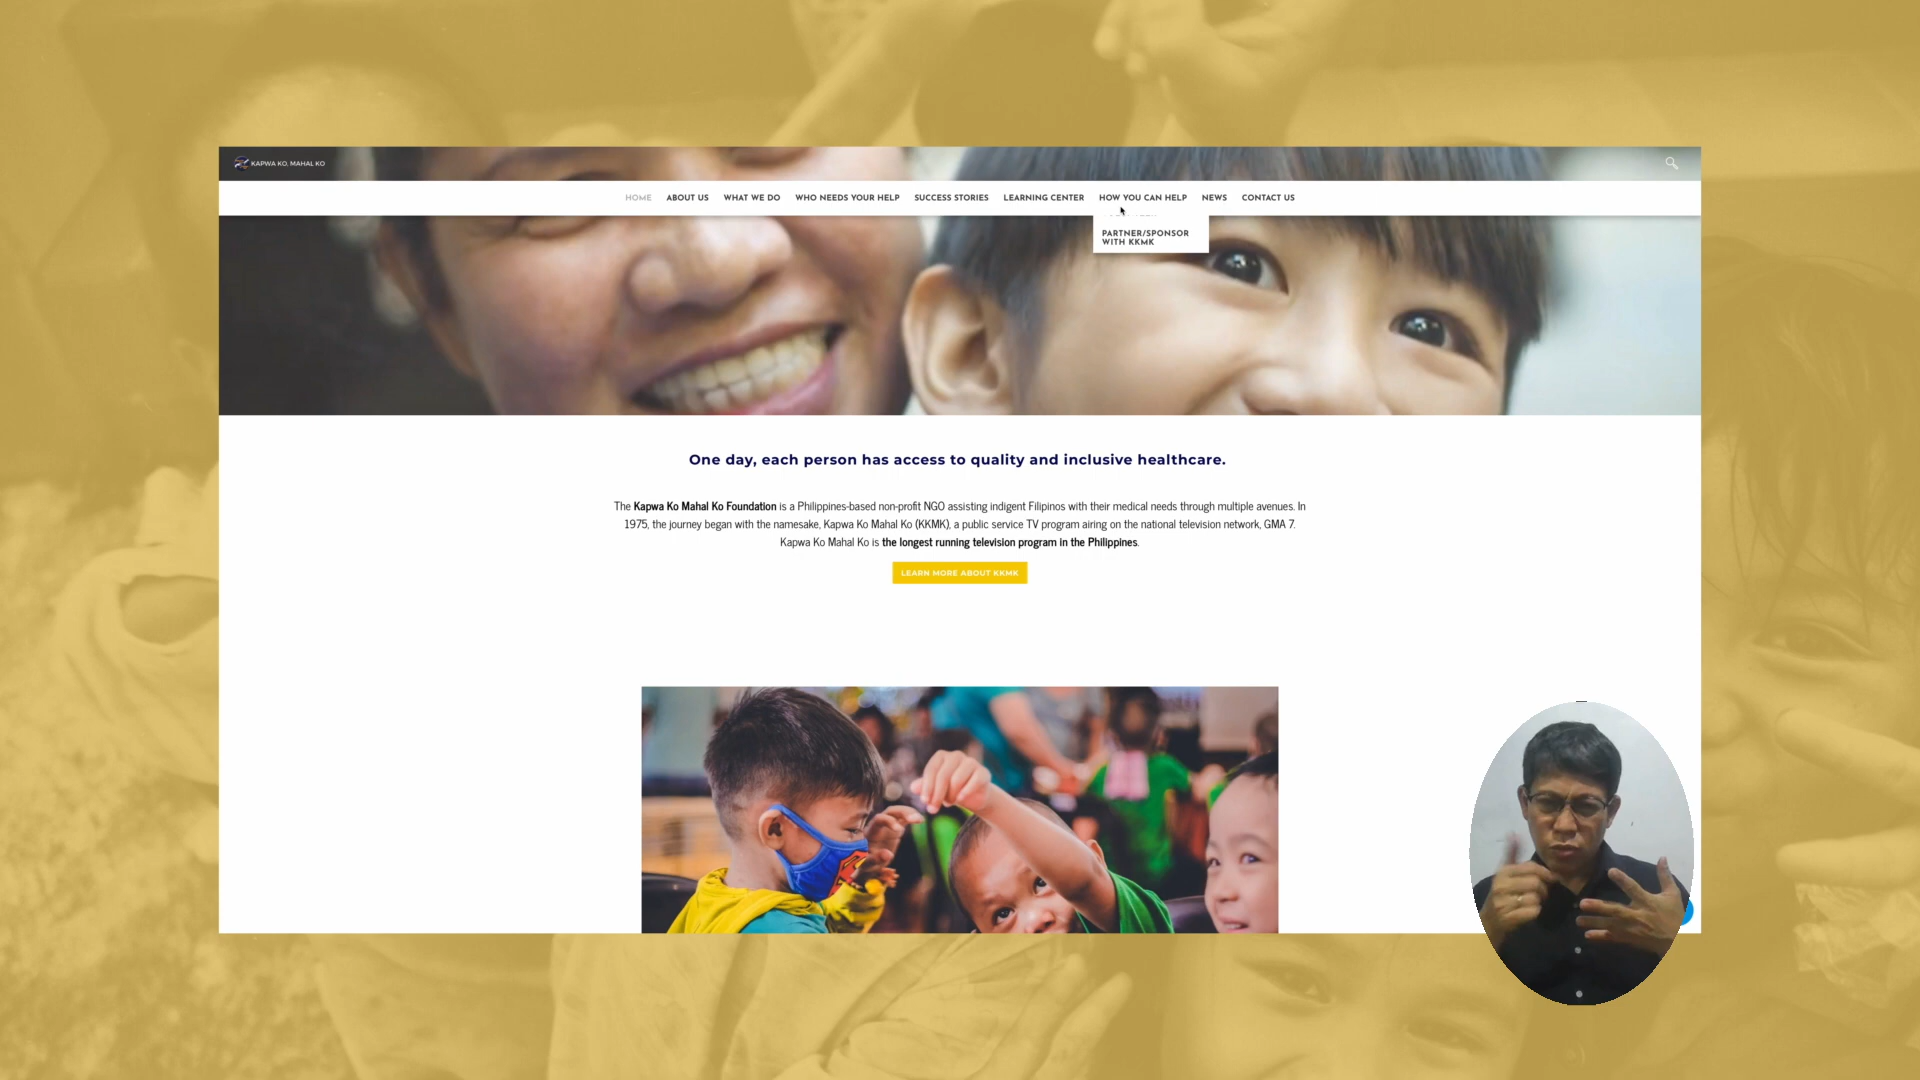 KAPWA KO, MAHAL KO
HOME ABOUT US WHAT WE DO WHO NEEDS YOUR HELP SUCCESS STORIES LEARNING CENTER HOW YOU CAN HELP NEWS CONTACT US
PARTNER/SPONSOR
WITH KKMK
One day, each person has access to quality and inclusive healthcare.
The Kapwa Ko Mahal Ko Foundation is a Philippines-based non-profit NGO assisting indigent Filipinos with their medical needs through multiple avenues. In
1975, the journey began with the namesake, Kapwa Ko Mahal Ko (KKMK), a public service TV program airing on the national television network, GMA 7.
Kapwa Ko Mahal Ko is the longest running television program in the Philippines.
LEARN MORE ABOUT KKMK